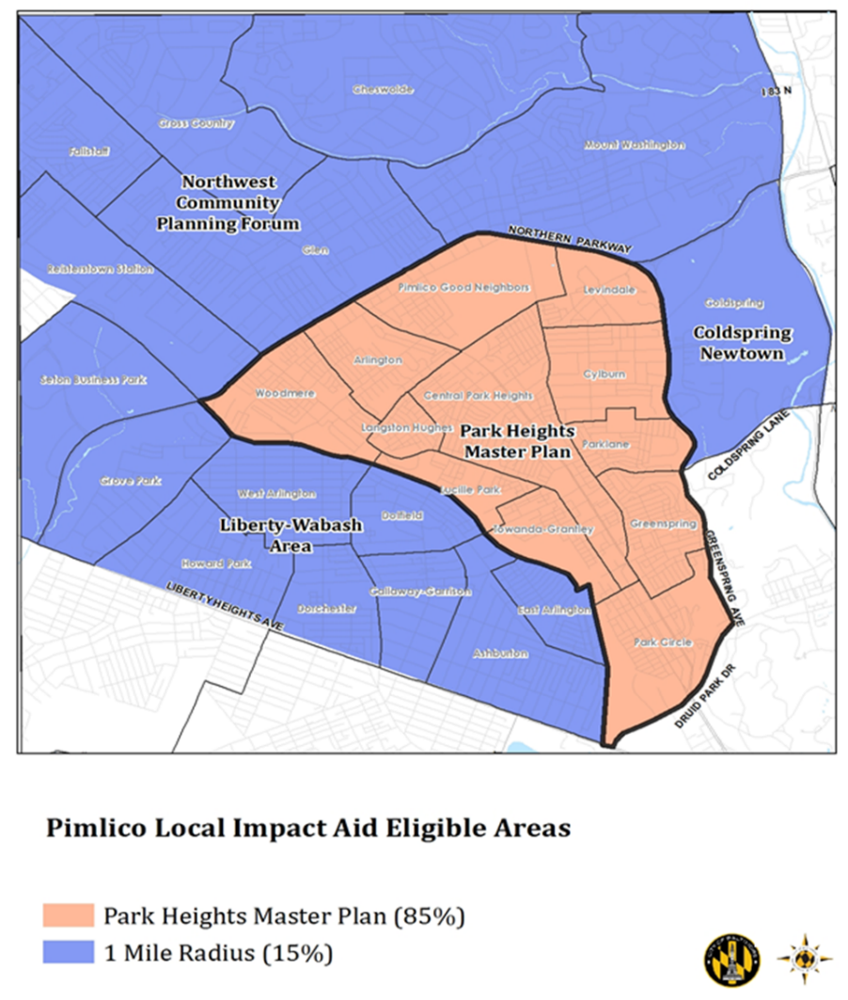 Cheswolde
I 83 N
Cross Country
Mount Washington
Fallstaff
Northwest
Community
Planning Forum
NORTHERN PARKWAY
Glen
Reisterstown Station
Pimlico Good Neighbors
Levindale
Coldspring
Coldspring
Newtown
Arlington
Cylburn
Seton Business Park
Woodmere
Central Park Heights
Langston Hughes
Park Heights
Master Plan
Parklane
COLDSPRING LANE
Grove Park
West Arlington
Lucille Park
Dolfield
Liberty-Wabash
Area
Towanda-Grantley
Greenspring
GREENSPRING AVE
Howard Park
LIBERTY HEIGHTS AVE
Callaway-Garrison
Dorchester
East Arlington
Park Circle
Ashburton
DRUID PARK DR
Pimlico Local Impact Aid Eligible Areas
Park Heights Master Plan (85%)
1 Mile Radius (15%)